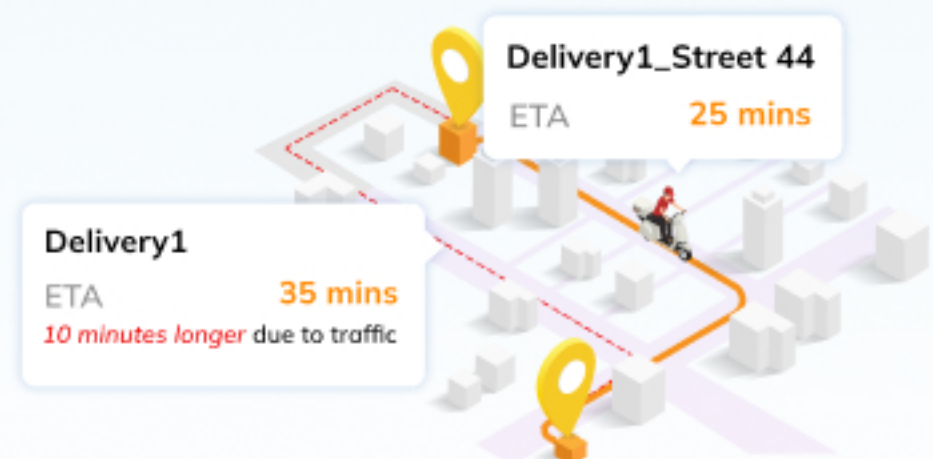 Delivery1_Street 44
ETA 25 mins
Delivery1
ETA 35 mins
10 minutes longer due to traffic